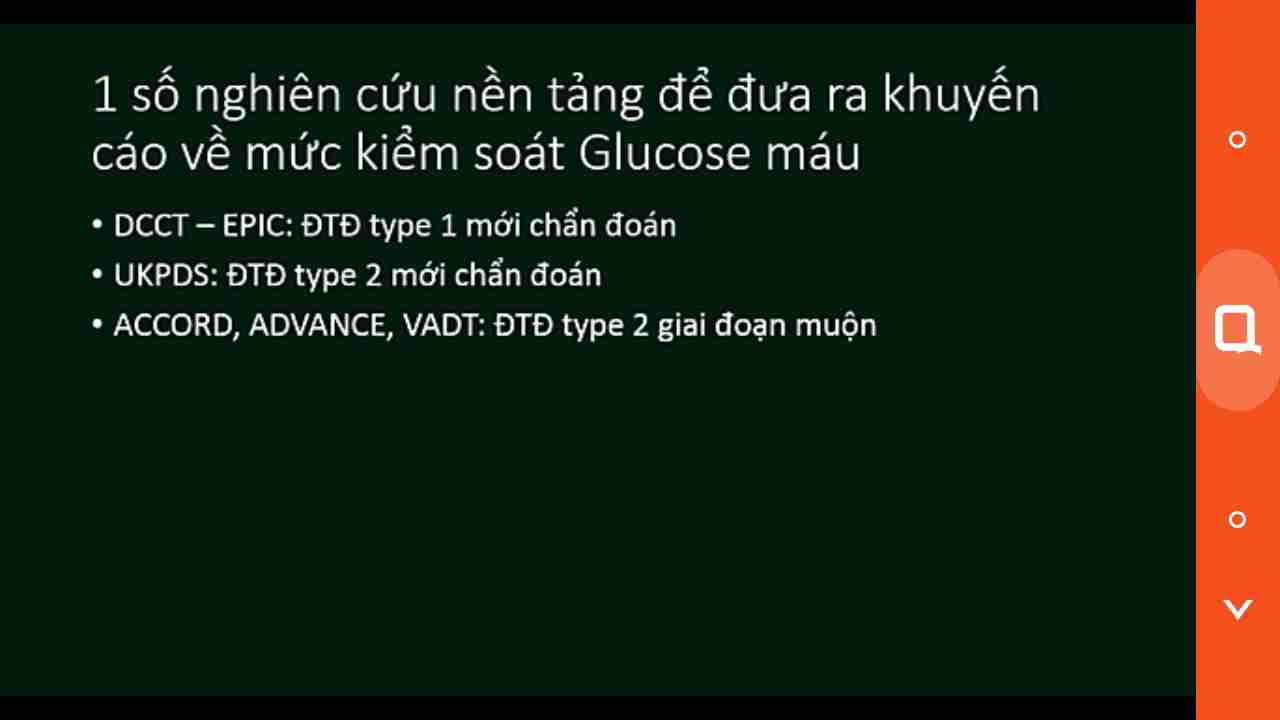 1 số nghiên cứu nền tảng để đưa ra khuyến
cáo về mức kiểm soát Glucose máu
• DCCT – EPIC: ĐTĐ type 1 mới chẩn đoán
• UKPDS: ĐTĐ type 2 mới chẩn đoán
• ACCORD, ADVANCE, VADT: ĐTĐ type 2 giai đoạn muộn